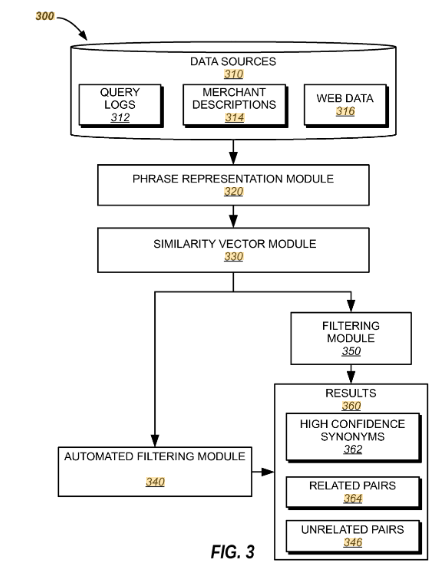 300
DATA SOURCES
310
QUERY
LOGS
312
MERCHANT
DESCRIPTIONS
314
WEB DATA
316
PHRASE REPRESENTATION MODULE
320
SIMILARITY VECTOR MODULE
330
FILTERING
MODULE
350
RESULTS
360
HIGH CONFIDENCE
SYNONYMS
362
AUTOMATED FILTERING MODULE
340
RELATED PAIRS
364
UNRELATED PAIRS
346
FIG. 3